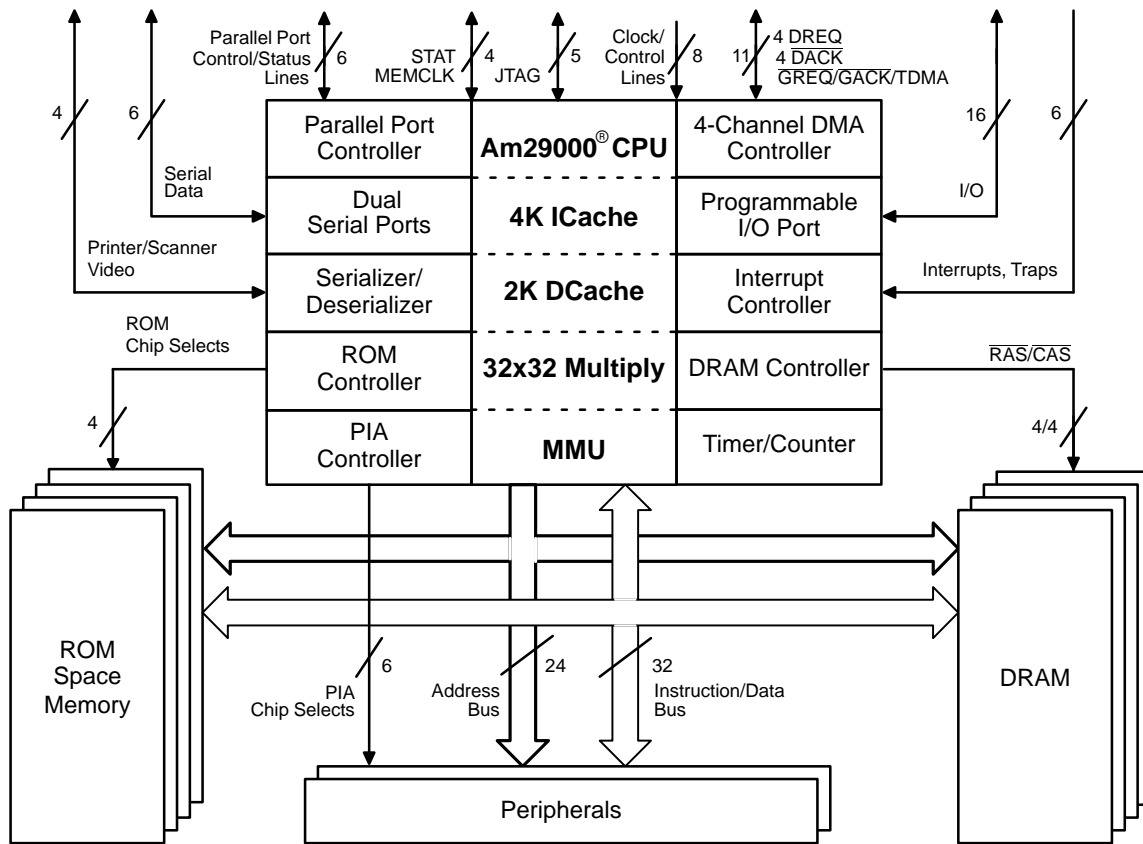 Parallel Port
Control/Status
Lines
6
STAT
MEMCLK
4
JTAG
5
Clock/
Control
Lines
8
11
4 DREQ
4 DACK
GREQ/GACK/TDMA
4
6
16
6
Serial
Data
Printer/Scanner
Video
I/O
Interrupts, Traps
Parallel Port
Controller
Am29000® CPU
4-Channel DMA
Controller
Dual
Serial Ports
4K ICache
Programmable
I/O Port
Serializer/
Deserializer
2K DCache
Interrupt
Controller
ROM
Controller
32x32 Multiply
DRAM Controller
PIA
Controller
MMU
Timer/Counter
ROM
Chip Selects
4
RAS/CAS
4/4
ROM
Space
Memory
6
PIA
Chip Selects
24
Address
Bus
32
Instruction/Data
Bus
DRAM
Peripherals